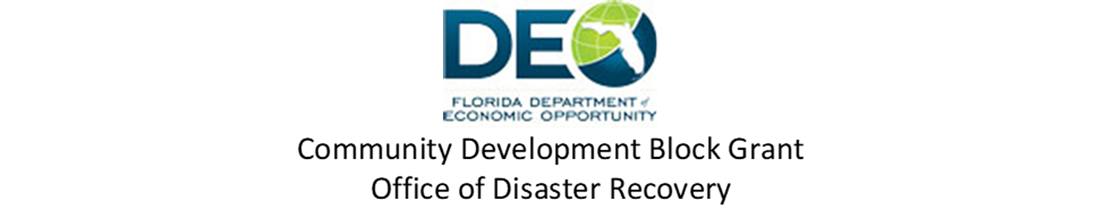 DEO
FLORIDA DEPARTMENT of
ECONOMIC OPPORTUNITY
Community Development Block Grant
Office of Disaster Recovery